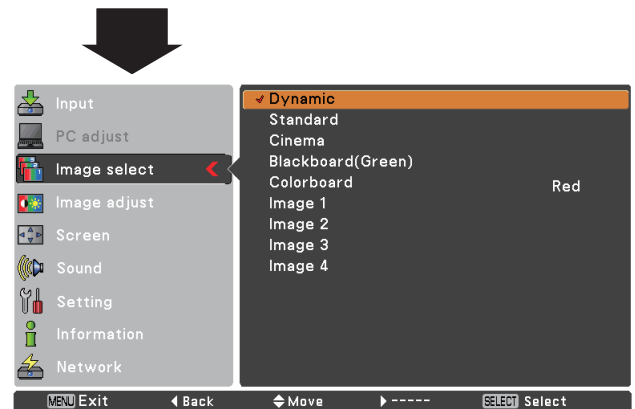 Input
PC adjust
Image select
Image adjust
Screen
Sound
Setting
Information
Network
Dynamic
Standard
Cinema
Blackboard(Green)
Colorboard Red
Image 1
Image 2
Image 3
Image 4
MENU Exit Back Move ----- SELECT Select